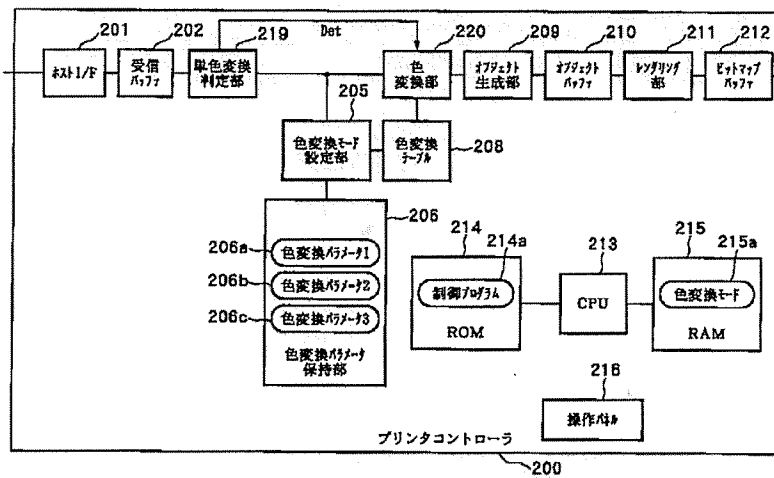 201
202
219
Det
220
209
210
211
212
ホストI/F
受信
バッファ
単色変換
判定部
色
変換部
オブジェクト
生成部
オブジェクト
バッファ
レンダリング
部
ビットマップ
バッファ
205
色変換モード
設定部
色変換
テーブル
208
206
206a
色変換パラメータ1
206b
色変換パラメータ2
206c
色変換パラメータ3
色変換パラメータ
保持部
214
214a
制御プログラム
ROM
213
CPU
215
215a
色変換モード
RAM
216
操作パネル
プリンタコントローラ
200